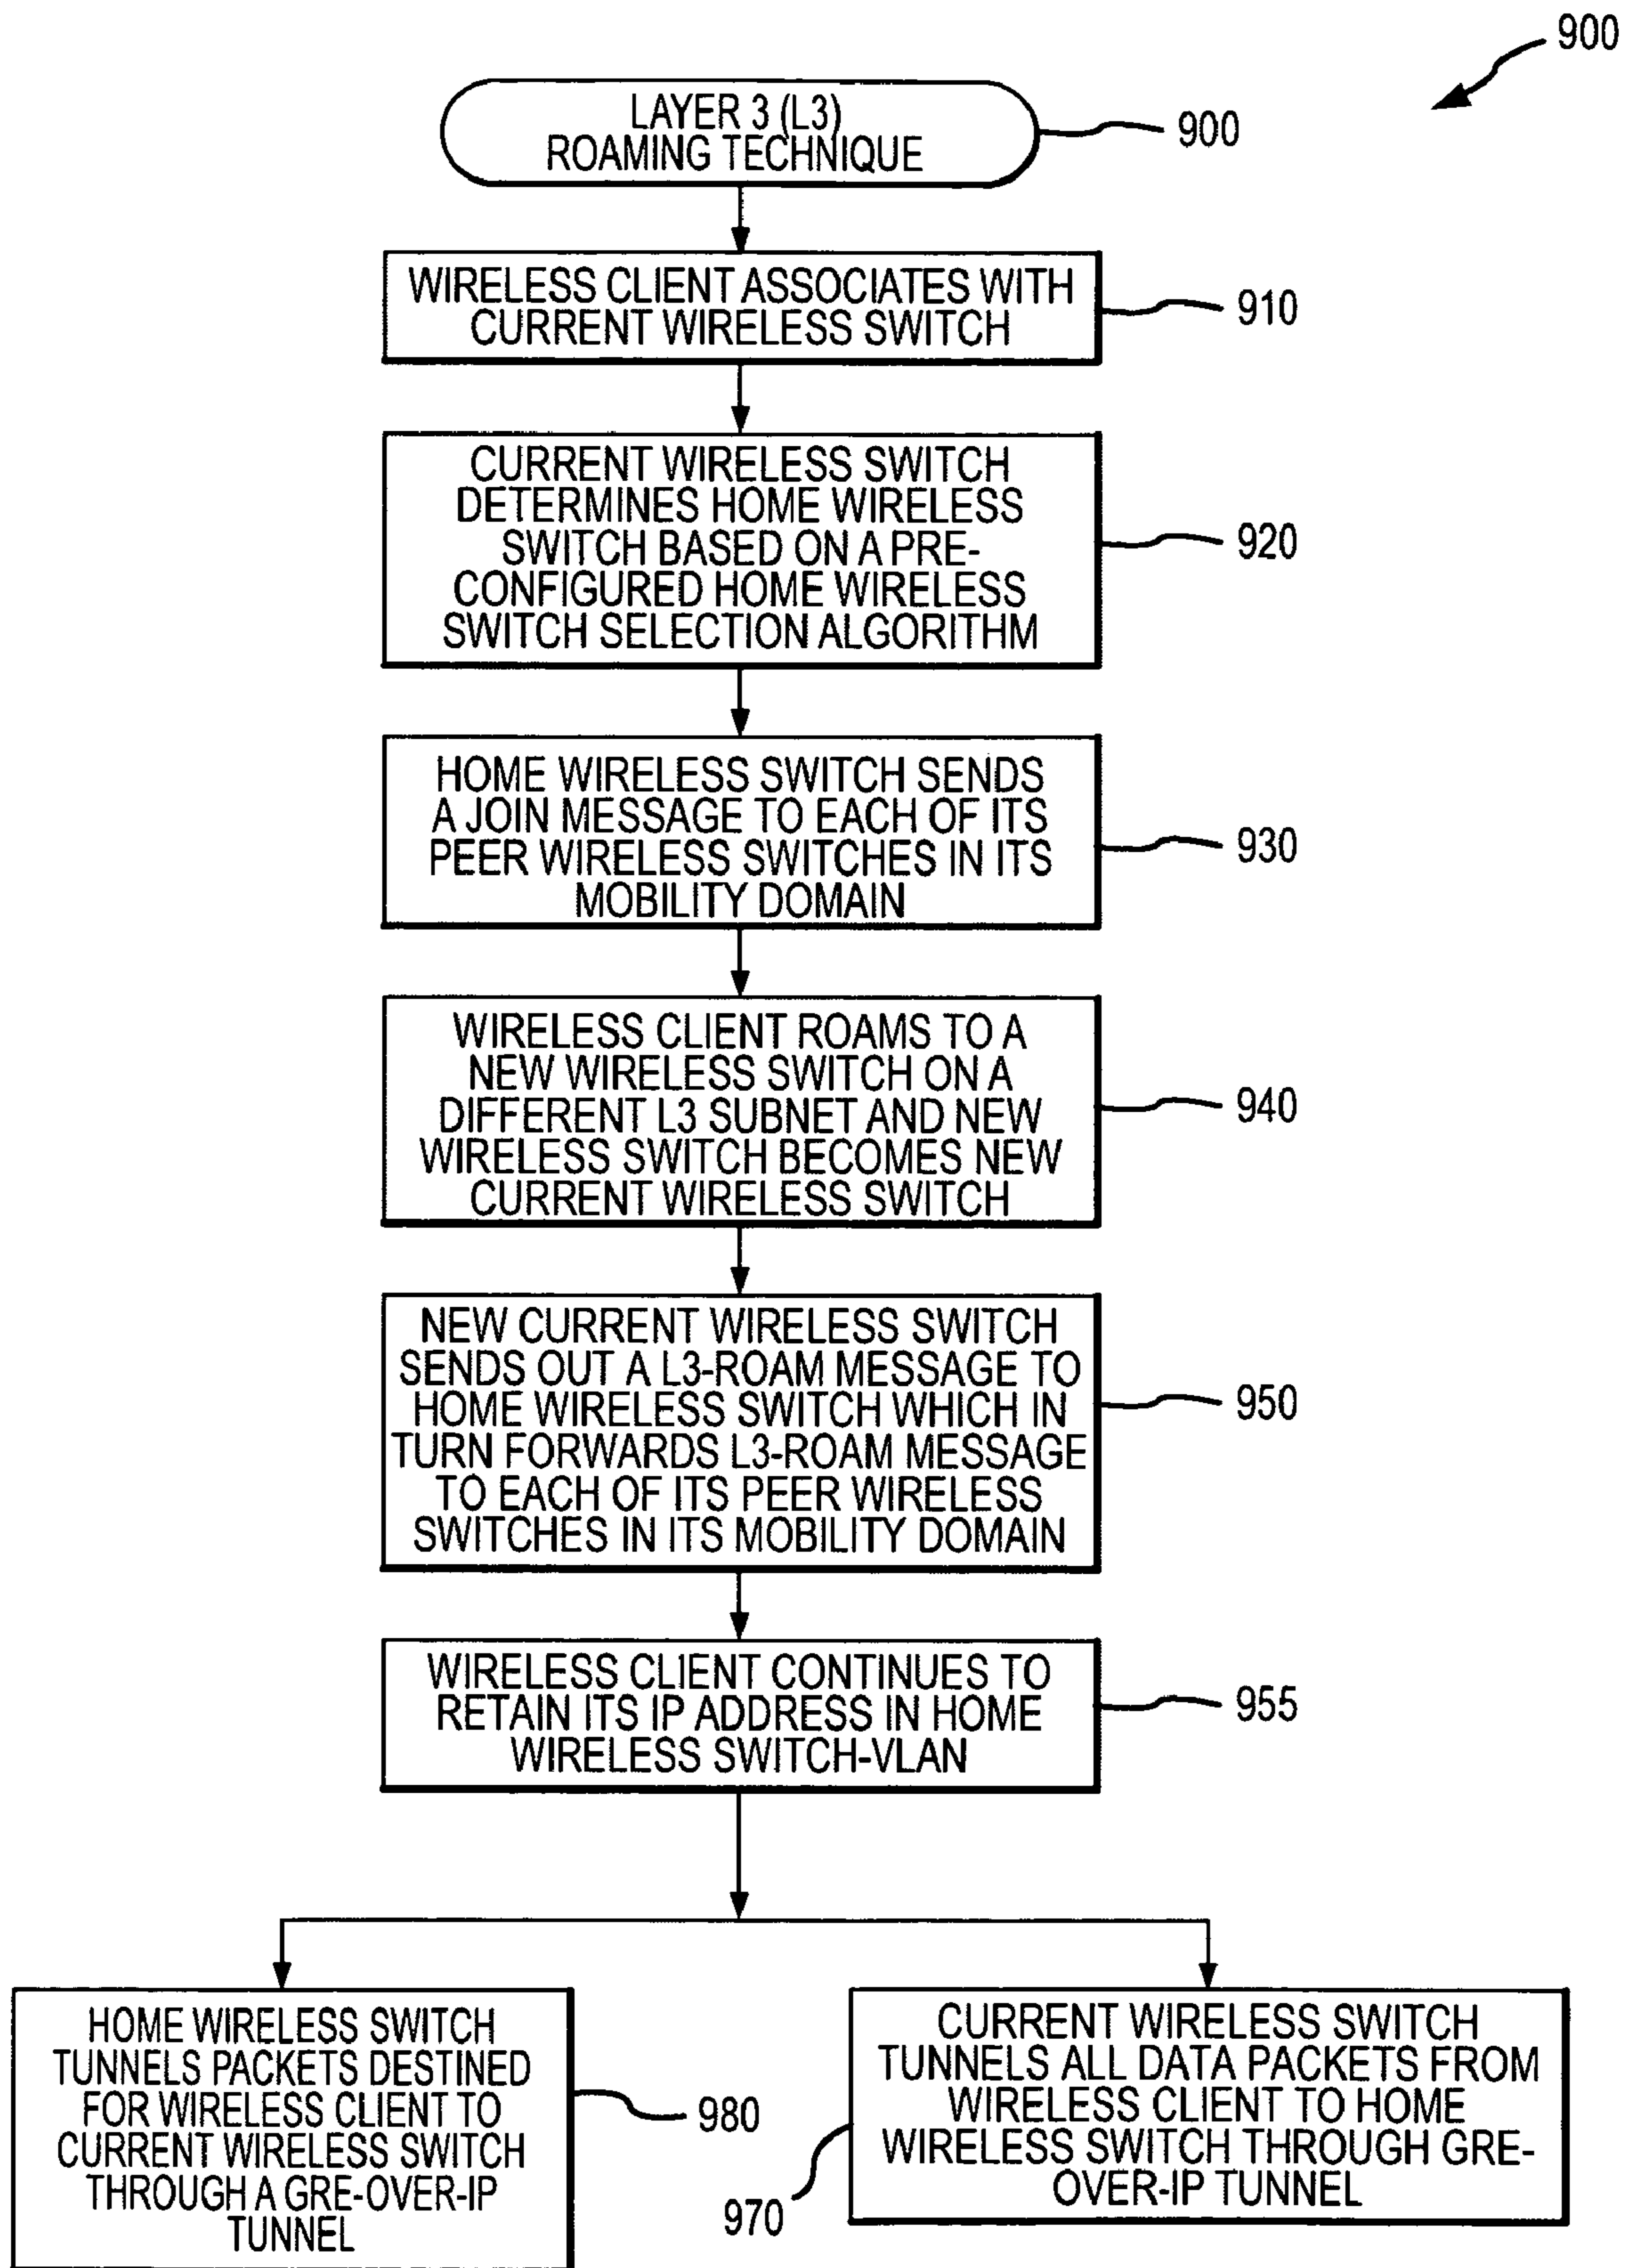 900
LAYER 3 (L3)
ROAMING TECHNIQUE
900
WIRELESS CLIENT ASSOCIATES WITH
CURRENT WIRELESS SWITCH
910
CURRENT WIRELESS SWITCH
DETERMINES HOME WIRELESS
SWITCH BASED ON A PRE-
CONFIGURED HOME WIRELESS
SWITCH SELECTION ALGORITHM
920
HOME WIRELESS SWITCH SENDS
A JOIN MESSAGE TO EACH OF ITS
PEER WIRELESS SWITCHES IN ITS
MOBILITY DOMAIN
930
WIRELESS CLIENT ROAMS TO A
NEW WIRELESS SWITCH ON A
DIFFERENT L3 SUBNET AND NEW
WIRELESS SWITCH BECOMES NEW
CURRENT WIRELESS SWITCH
940
NEW CURRENT WIRELESS SWITCH
SENDS OUT A L3-ROAM MESSAGE TO
HOME WIRELESS SWITCH WHICH IN
TURN FORWARDS L3-ROAM MESSAGE
TO EACH OF ITS PEER WIRELESS
SWITCHES IN ITS MOBILITY DOMAIN
950
WIRELESS CLIENT CONTINUES TO
RETAIN ITS IP ADDRESS IN HOME
WIRELESS SWITCH-VLAN
955
HOME WIRELESS SWITCH
TUNNELS PACKETS DESTINED
FOR WIRELESS CLIENT TO
CURRENT WIRELESS SWITCH
THROUGH A GRE-OVER-IP
TUNNEL
980
CURRENT WIRELESS SWITCH
TUNNELS ALL DATA PACKETS FROM
WIRELESS CLIENT TO HOME
WIRELESS SWITCH THROUGH GRE-
OVER-IP TUNNEL
970